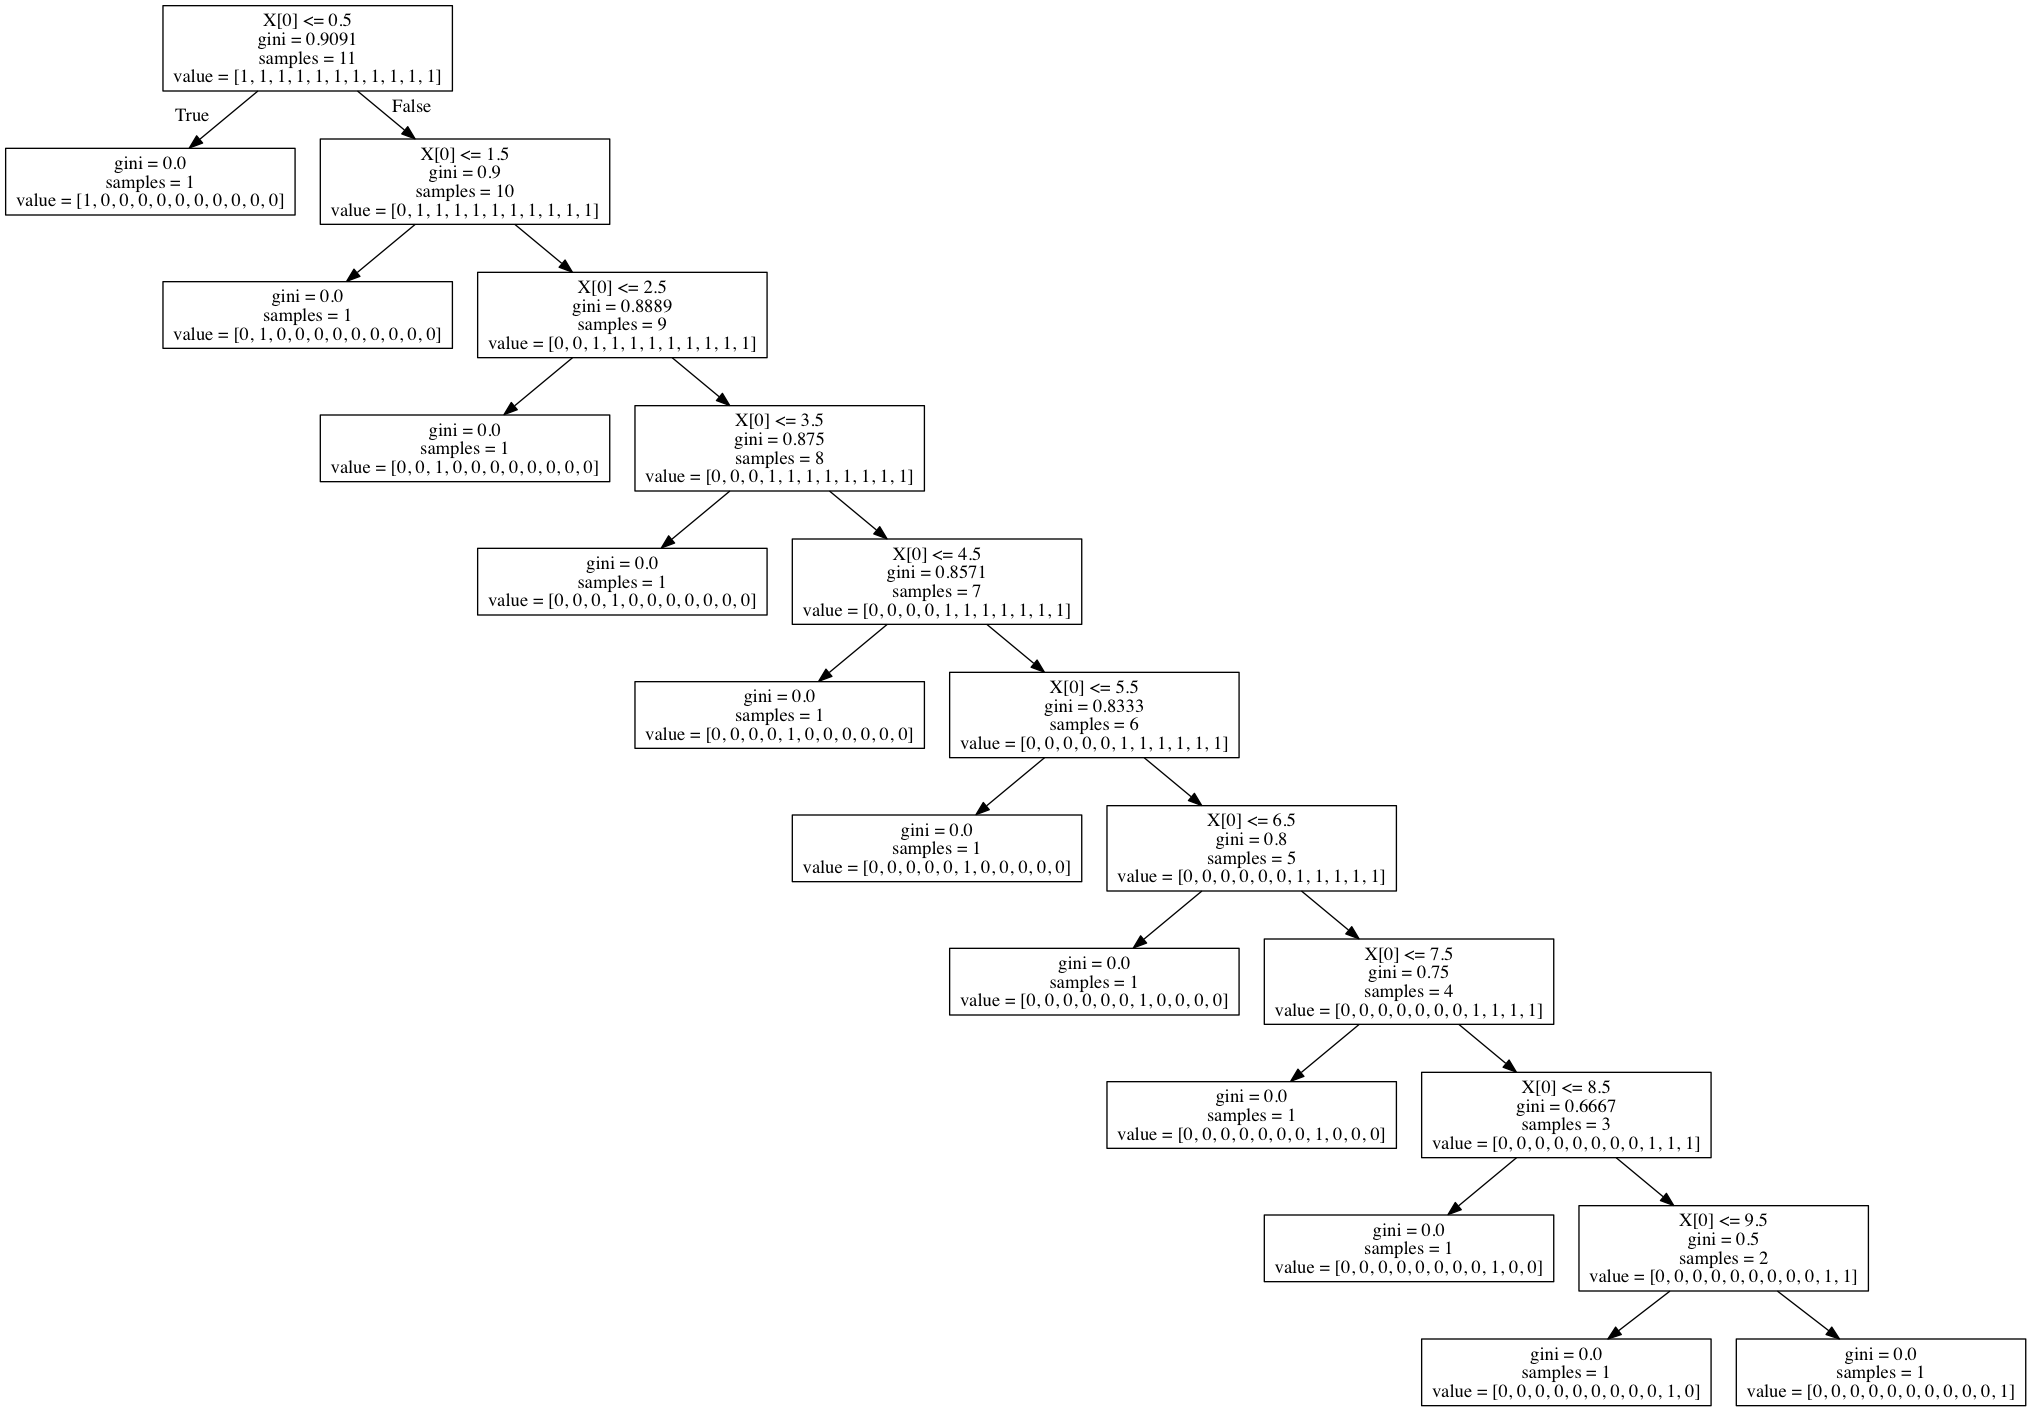 X[0] <= 0.5
gini = 0.9091
samples = 11
value = [1, 1, 1, 1, 1, 1, 1, 1, 1, 1, 1]
True
False
gini = 0.0
samples = 1
value = [1, 0, 0, 0, 0, 0, 0, 0, 0, 0, 0]
X[0] <= 1.5
gini = 0.9
samples = 10
value = [0, 1, 1, 1, 1, 1, 1, 1, 1, 1, 1]
gini = 0.0
samples = 1
value = [0, 1, 0, 0, 0, 0, 0, 0, 0, 0, 0]
X[0] <= 2.5
gini = 0.8889
samples = 9
value = [0, 0, 1, 1, 1, 1, 1, 1, 1, 1, 1]
gini = 0.0
samples = 1
value = [0, 0, 1, 0, 0, 0, 0, 0, 0, 0, 0]
X[0] <= 3.5
gini = 0.875
samples = 8
value = [0, 0, 0, 1, 1, 1, 1, 1, 1, 1, 1]
gini = 0.0
samples = 1
value = [0, 0, 0, 1, 0, 0, 0, 0, 0, 0, 0]
X[0] <= 4.5
gini = 0.8571
samples = 7
value = [0, 0, 0, 0, 1, 1, 1, 1, 1, 1, 1]
gini = 0.0
samples = 1
value = [0, 0, 0, 0, 1, 0, 0, 0, 0, 0, 0]
X[0] <= 5.5
gini = 0.8333
samples = 6
value = [0, 0, 0, 0, 0, 1, 1, 1, 1, 1, 1]
gini = 0.0
samples = 1
value = [0, 0, 0, 0, 0, 1, 0, 0, 0, 0, 0]
X[0] <= 6.5
gini = 0.8
samples = 5
value = [0, 0, 0, 0, 0, 0, 1, 1, 1, 1, 1]
gini = 0.0
samples = 1
value = [0, 0, 0, 0, 0, 0, 1, 0, 0, 0, 0]
X[0] <= 7.5
gini = 0.75
samples = 4
value = [0, 0, 0, 0, 0, 0, 0, 1, 1, 1, 1]
gini = 0.0
samples = 1
value = [0, 0, 0, 0, 0, 0, 0, 1, 0, 0, 0]
X[0] <= 8.5
gini = 0.6667
samples = 3
value = [0, 0, 0, 0, 0, 0, 0, 0, 1, 1, 1]
gini = 0.0
samples = 1
value = [0, 0, 0, 0, 0, 0, 0, 0, 1, 0, 0]
X[0] <= 9.5
gini = 0.5
samples = 2
value = [0, 0, 0, 0, 0, 0, 0, 0, 0, 1, 1]
gini = 0.0
samples = 1
value = [0, 0, 0, 0, 0, 0, 0, 0, 0, 1, 0]
gini = 0.0
samples = 1
value = [0, 0, 0, 0, 0, 0, 0, 0, 0, 0, 1]